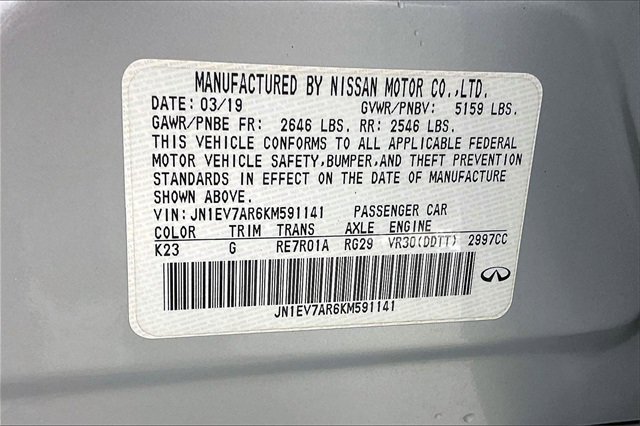 MANUFACTURED BY NISSAN MOTOR CO.,LTD.
DATE: 03/19 GVWR/PNBV: 5159 LBS.
GAWR/PNBE FR: 2646 LBS. RR: 2546 LBS.
THIS VEHICLE CONFORMS TO ALL APPLICABLE FEDERAL
MOTOR VEHICLE SAFETY,BUMPER,AND THEFT PREVENTION
STANDARDS IN EFFECT ON THE DATE OF MANUFACTURE
SHOWN ABOVE.
VIN:JN1EV7AR6KM591141 PASSENGER CAR
COLOR TRIM TRANS AXLE ENGINE
K23 G RE7R01A RG29 VR30(DDTT) 2997CC
JN1EV7AR6KM591141